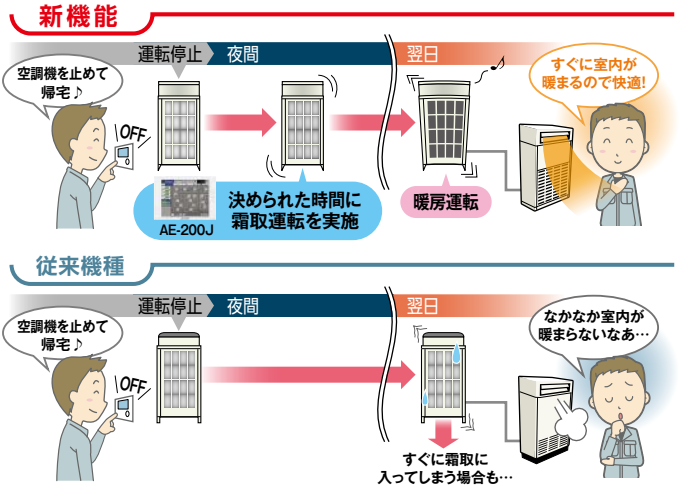 新機能
運転停止
夜間
翌日
空調機を止めて
帰宅♪
OFF
すぐに室内が
暖まるので快適!
AE-200J
決められた時間に
霜取運転を実施
暖房運転
従来機種
運転停止
夜間
翌日
空調機を止めて
帰宅♪
OFF
なかなか室内が
暖まらないなあ…
すぐに霜取に
入ってしまう場合も…